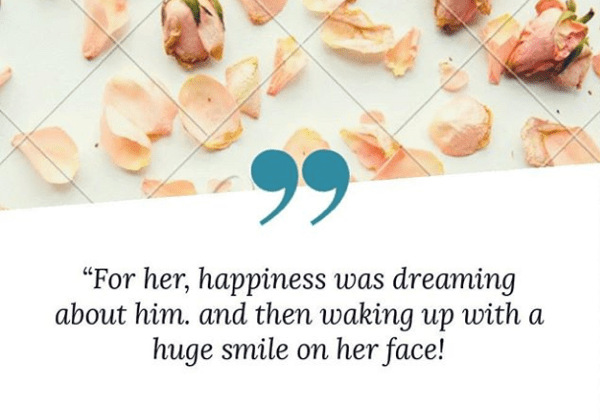 “For her, happiness was dreaming
about him. and then waking up with a
huge smile on her face!